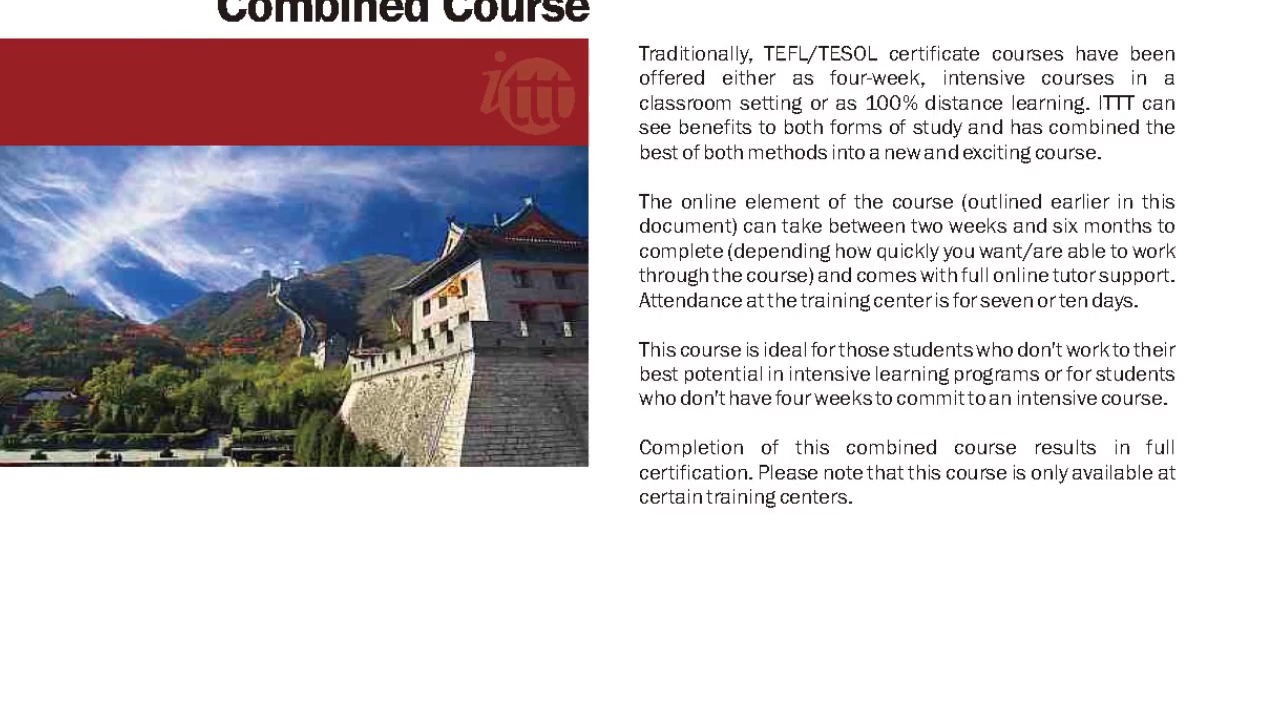 Combined Course
ittt
Traditionally, TEFL/TESOL certificate courses have been
offered either as four-week, intensive courses in a
classroom setting or as 100% distance learning. ITTT can
see benefits to both forms of study and has combined the
best of both methods into a new and exciting course.
The online element of the course (outlined earlier in this
document) can take between two weeks and six months to
complete (depending how quickly you want/are able to work
through the course) and comes with full online tutor support.
Attendance at the training center is for seven or ten days.
This course is ideal for those students who don't work to their
best potential in intensive learning programs or for students
who don't have four weeks to commit to an intensive course.
Completion of this combined course results in full
certification. Please note that this course is only available at
certain training centers.